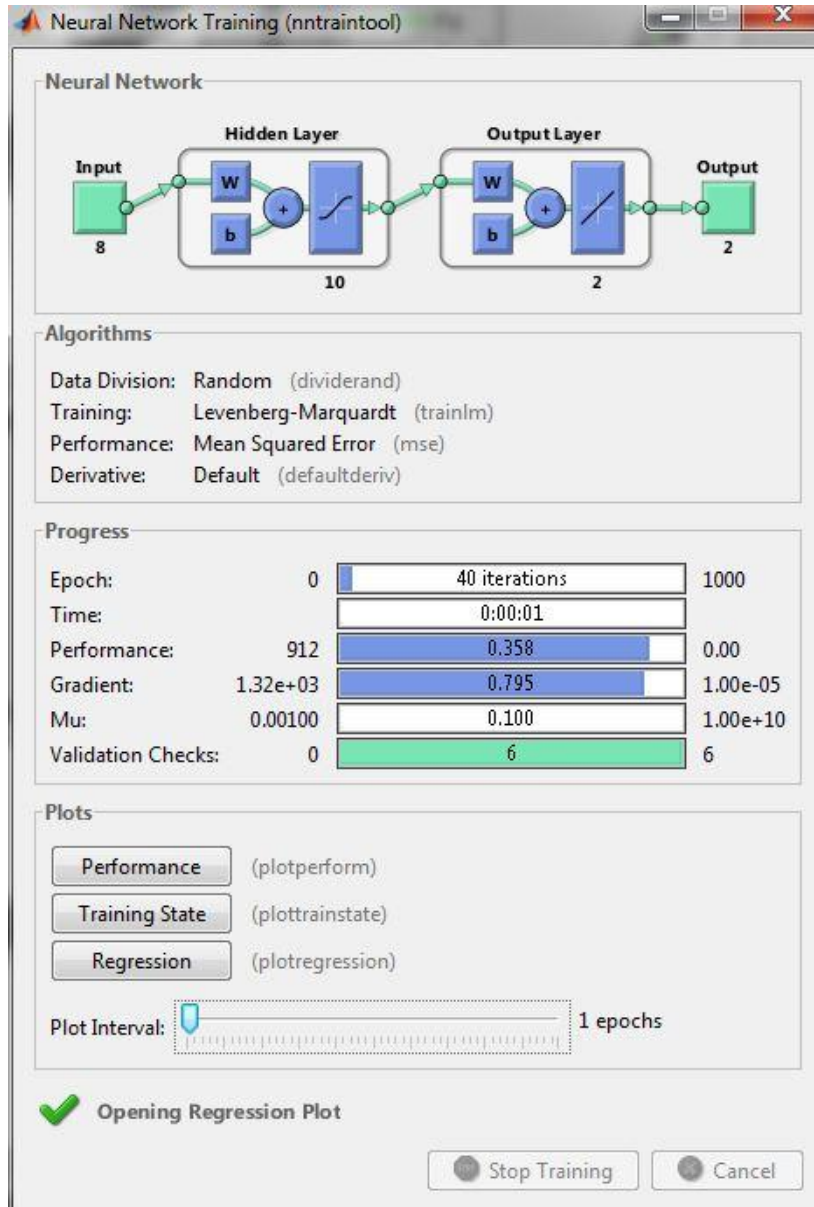 Neural Network Training (nntraintool)
Neural Network
Hidden Layer Output Layer
Input Output
W W
+ +
b b
8 2
10 2
Algorithms
Data Division: Random (dividerand)
Training: Levenberg-Marquardt (trainlm)
Performance: Mean Squared Error (mse)
Derivative: Default (defaultderiv)
Progress
Epoch: 0 40 iterations 1000
Time: 0:00:01
Performance: 912 0.358 0.00
Gradient: 1.32e+03 0.795 1.00e-05
Mu: 0.00100 0.100 1.00e+10
Validation Checks: 0 6 6
Plots
Performance (plotperform)
Training State (plottrainstate)
Regression (plotregression)
Plot Interval: 1 epochs
Opening Regression Plot
Stop Training Cancel